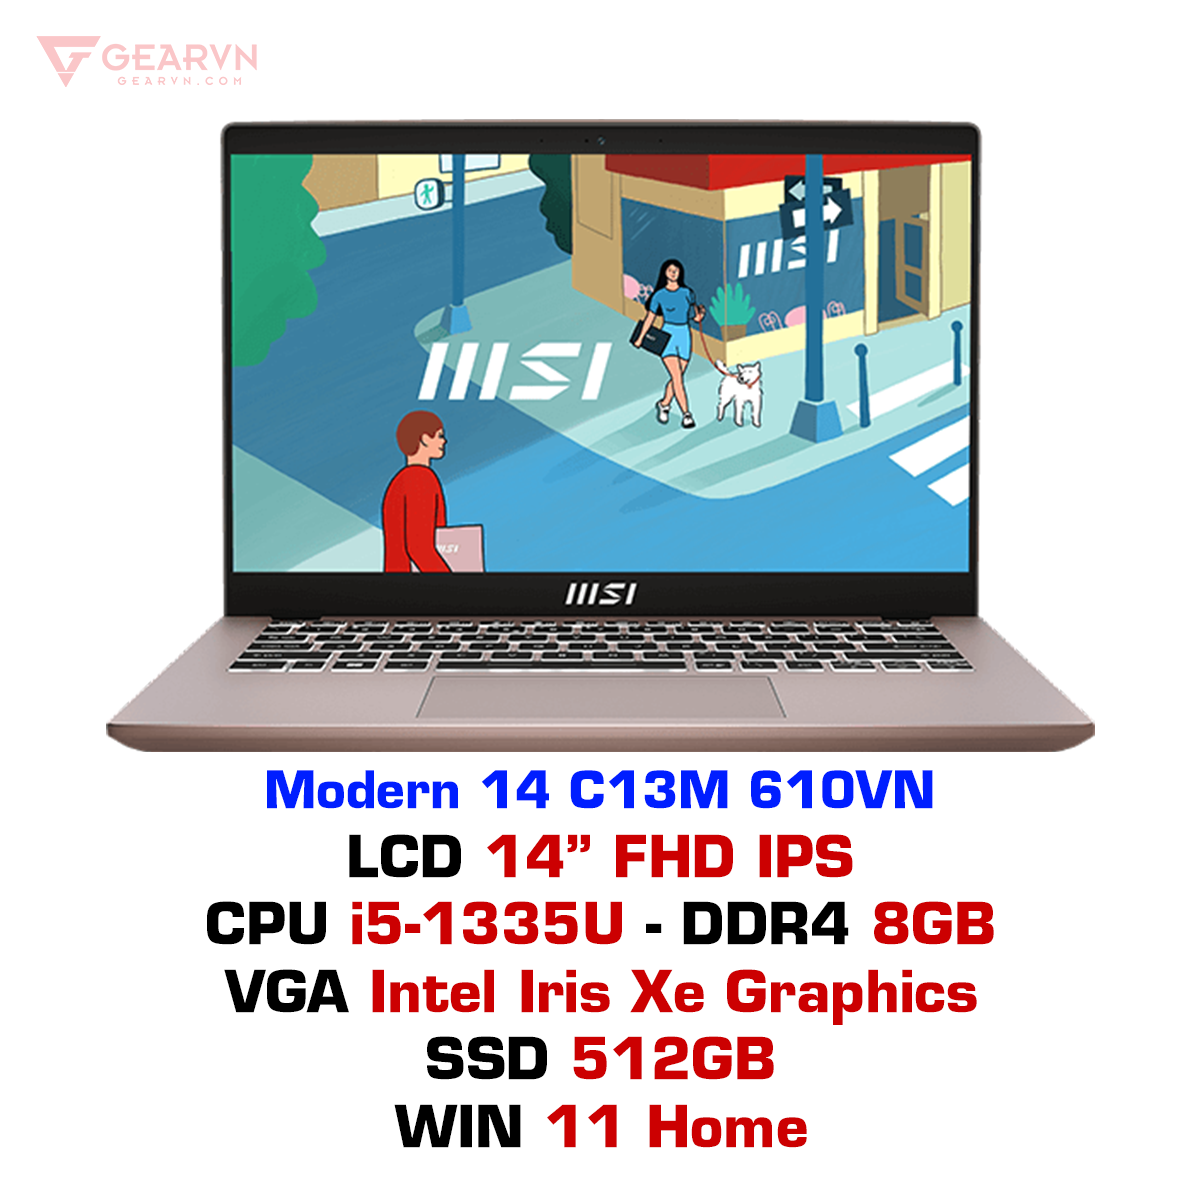 GEARVN
GEARVN.COM
msi
msi
msi
msi
Modern 14 C13M 610VN
LCD 14” FHD IPS
CPU i5-1335U - DDR4 8GB
VGA Intel Iris Xe Graphics
SSD 512GB
WIN 11 Home